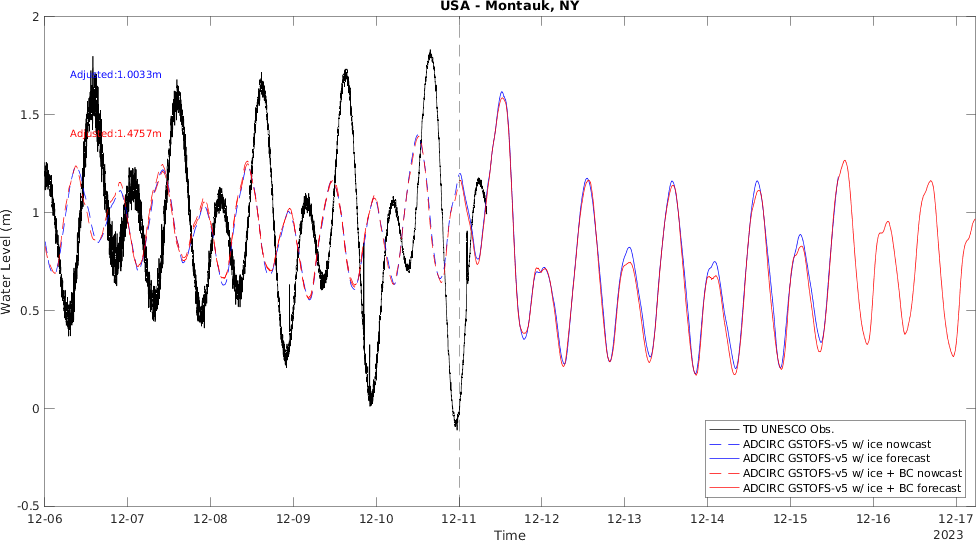 USA - Montauk, NY
2
1.5
1
0.5
0
-0.5
Water Level (m)
Adjusted:1.0033m
Adjusted:1.4757m
TD UNESCO Obs.
ADCIRC GSTOFS-v5 w/ ice nowcast
ADCIRC GSTOFS-v5 w/ ice forecast
ADCIRC GSTOFS-v5 w/ ice + BC nowcast
ADCIRC GSTOFS-v5 w/ ice + BC forecast
12-06 12-07 12-08 12-09 12-10 12-11 12-12 12-13 12-14 12-15 12-16 12-17
Time
2023